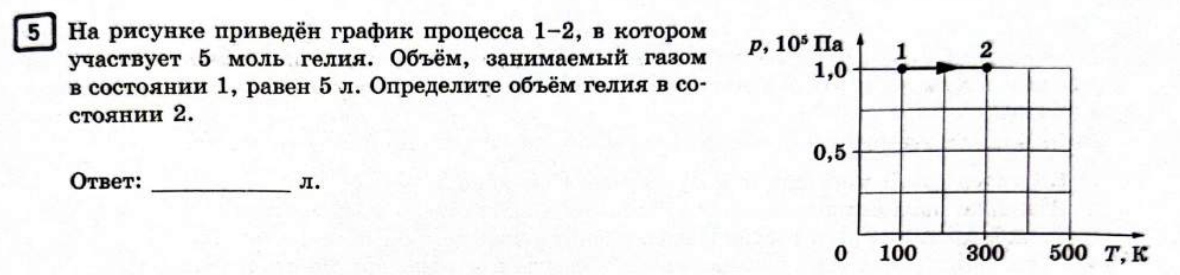 5 На рисунке приведён график процесса 1–2, в котором
участвует 5 моль гелия. Объём, занимаемый газом
в состоянии 1, равен 5 л. Определите объём гелия в со-
стоянии 2.
Ответ: ____________ л.
p, 10⁵ Па
1 2
1,0
0,5
0 100 300 500 T, К